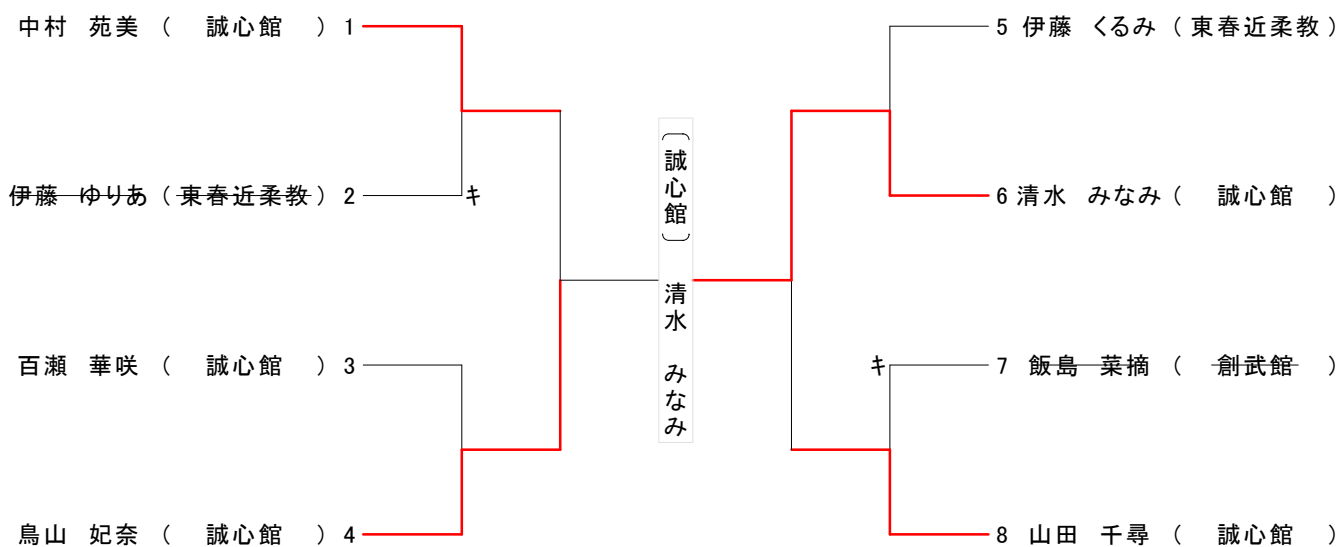 中村 苑美 ( 誠心館 ) 1
伊藤 ゆりあ ( 東春近柔教 ) 2 キ
百瀬 華咲 ( 誠心館 ) 3
鳥山 妃奈 ( 誠心館 ) 4
(誠心館) 清水 みなみ
5 伊藤 くるみ ( 東春近柔教 )
6 清水 みなみ ( 誠心館 )
キ 7 飯島 菜摘 ( 創武館 )
8 山田 千尋 ( 誠心館 )